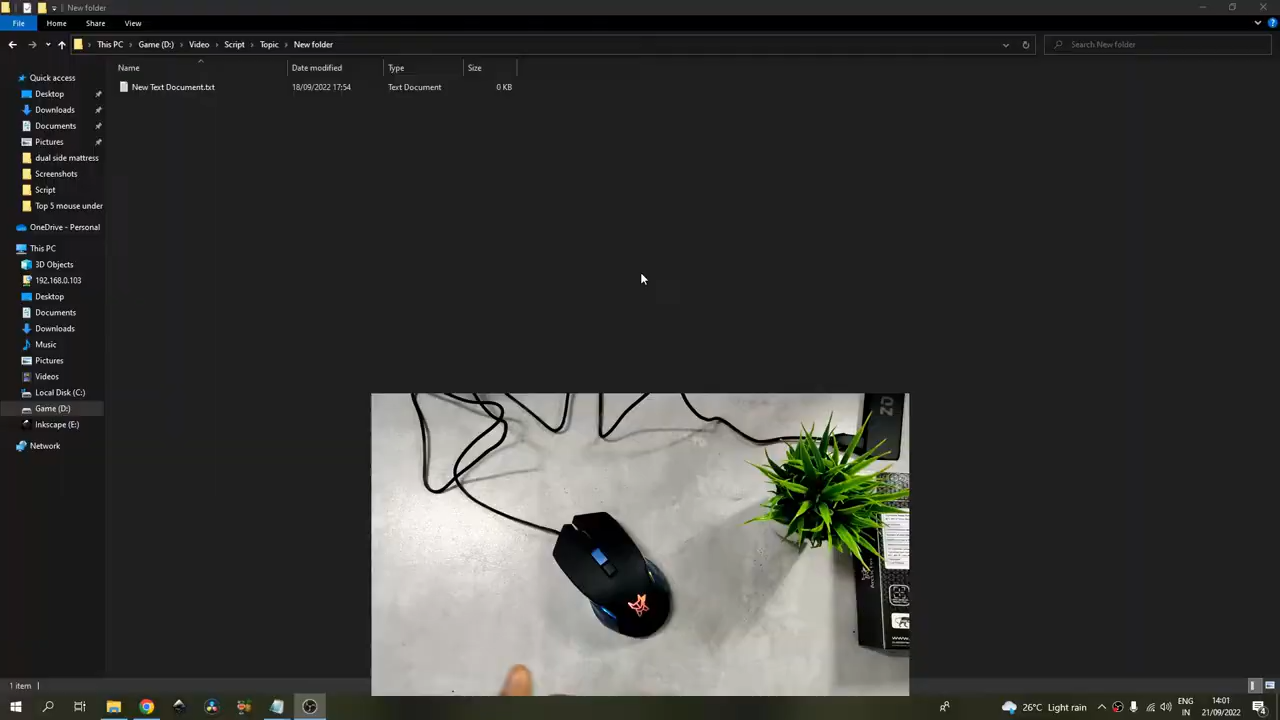 New folder
File Home Share View
This PC Game (D:) Video Script Topic New folder
Search New folder
Name Date modified Type Size
New Text Document.txt 18/09/2022 17:54 Text Document 0 KB
Quick access
Desktop
Downloads
Documents
Pictures
dual side mattress
Screenshots
Script
Top 5 mouse under
OneDrive - Personal
This PC
3D Objects
192.168.0.103
Desktop
Documents
Downloads
Music
Pictures
Videos
Local Disk (C:)
Game (D:)
Inkscape (E:)
Network
1 item
26°C Light rain
ENG
IN
14:01
21/09/2022